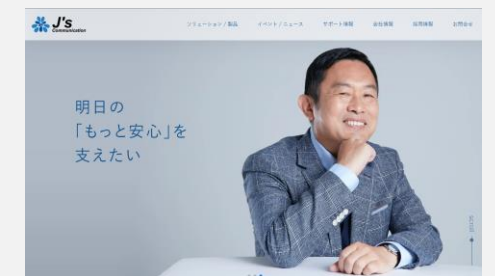 J's
Communication
ソリューション / 製品
イベント / ニュース
サポート情報
会社情報
採用情報
お問合せ
明日の
「もっと安心」を
支えたい